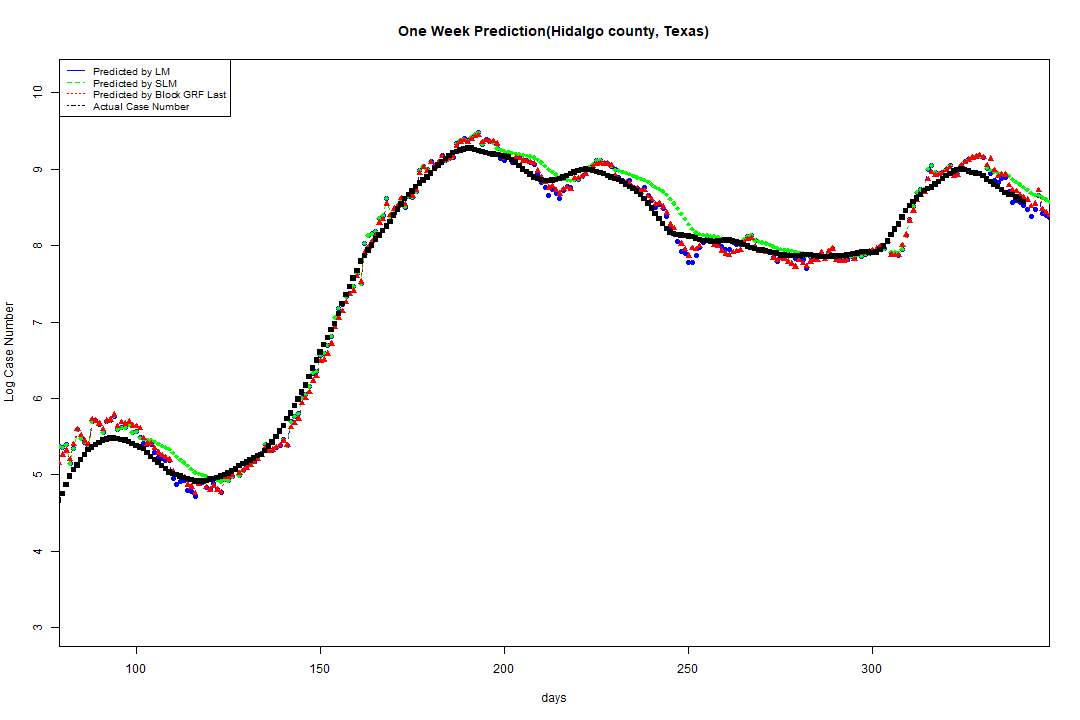 One Week Prediction(Hidalgo county, Texas)
Predicted by LM
Predicted by SLM
Predicted by Block GRF Last
Actual Case Number
Log Case Number
10
9
8
7
6
5
4
3
100 150 200 250 300
days